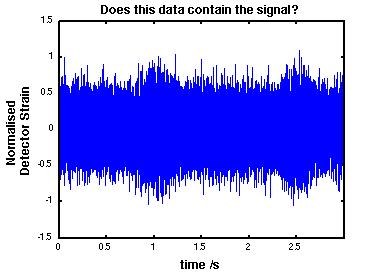 Does this data contain the signal?
1.5
1
0.5
0
-0.5
-1
-1.5
Normalised
Detector Strain
0 0.5 1 1.5 2 2.5
time /s